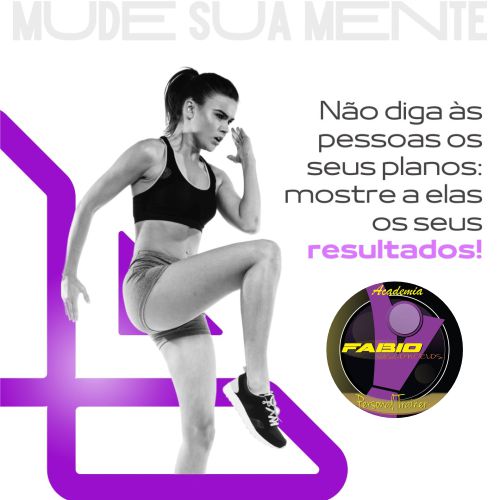 MUDE SUA MENTE
Não diga às
pessoas os
seus planos:
mostre a elas
os seus
resultados!
Academia
FABIO
Personal Trainer